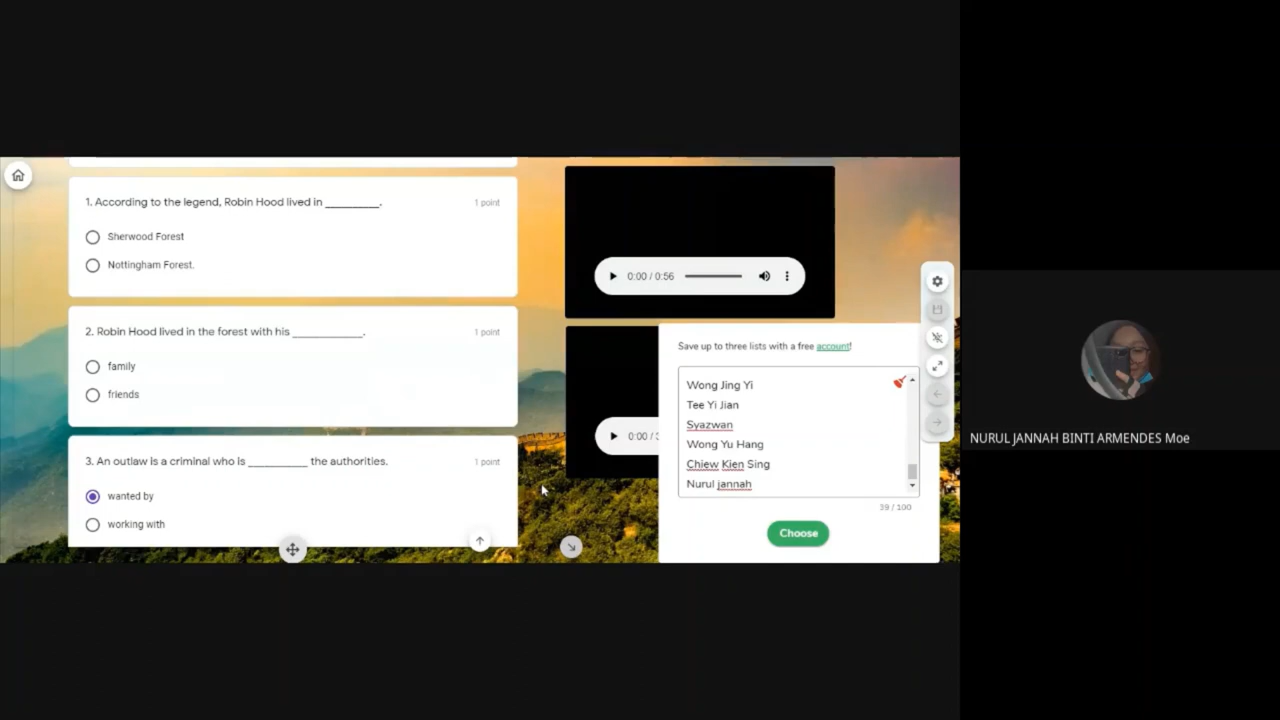 1. According to the legend, Robin Hood lived in _________. 1 point
Sherwood Forest
Nottingham Forest.
2. Robin Hood lived in the forest with his ____________. 1 point
family
friends
3. An outlaw is a criminal who is __________ the authorities. 1 point
wanted by
working with
0:00 / 0:56
0:00 / 
Save up to three lists with a free account!
Wong Jing Yi
Tee Yi Jian
Syazwan
Wong Yu Hang
Chiew Kien Sing
Nurul jannah
39 / 100
Choose
NURUL JANNAH BINTI ARMENDES Moe